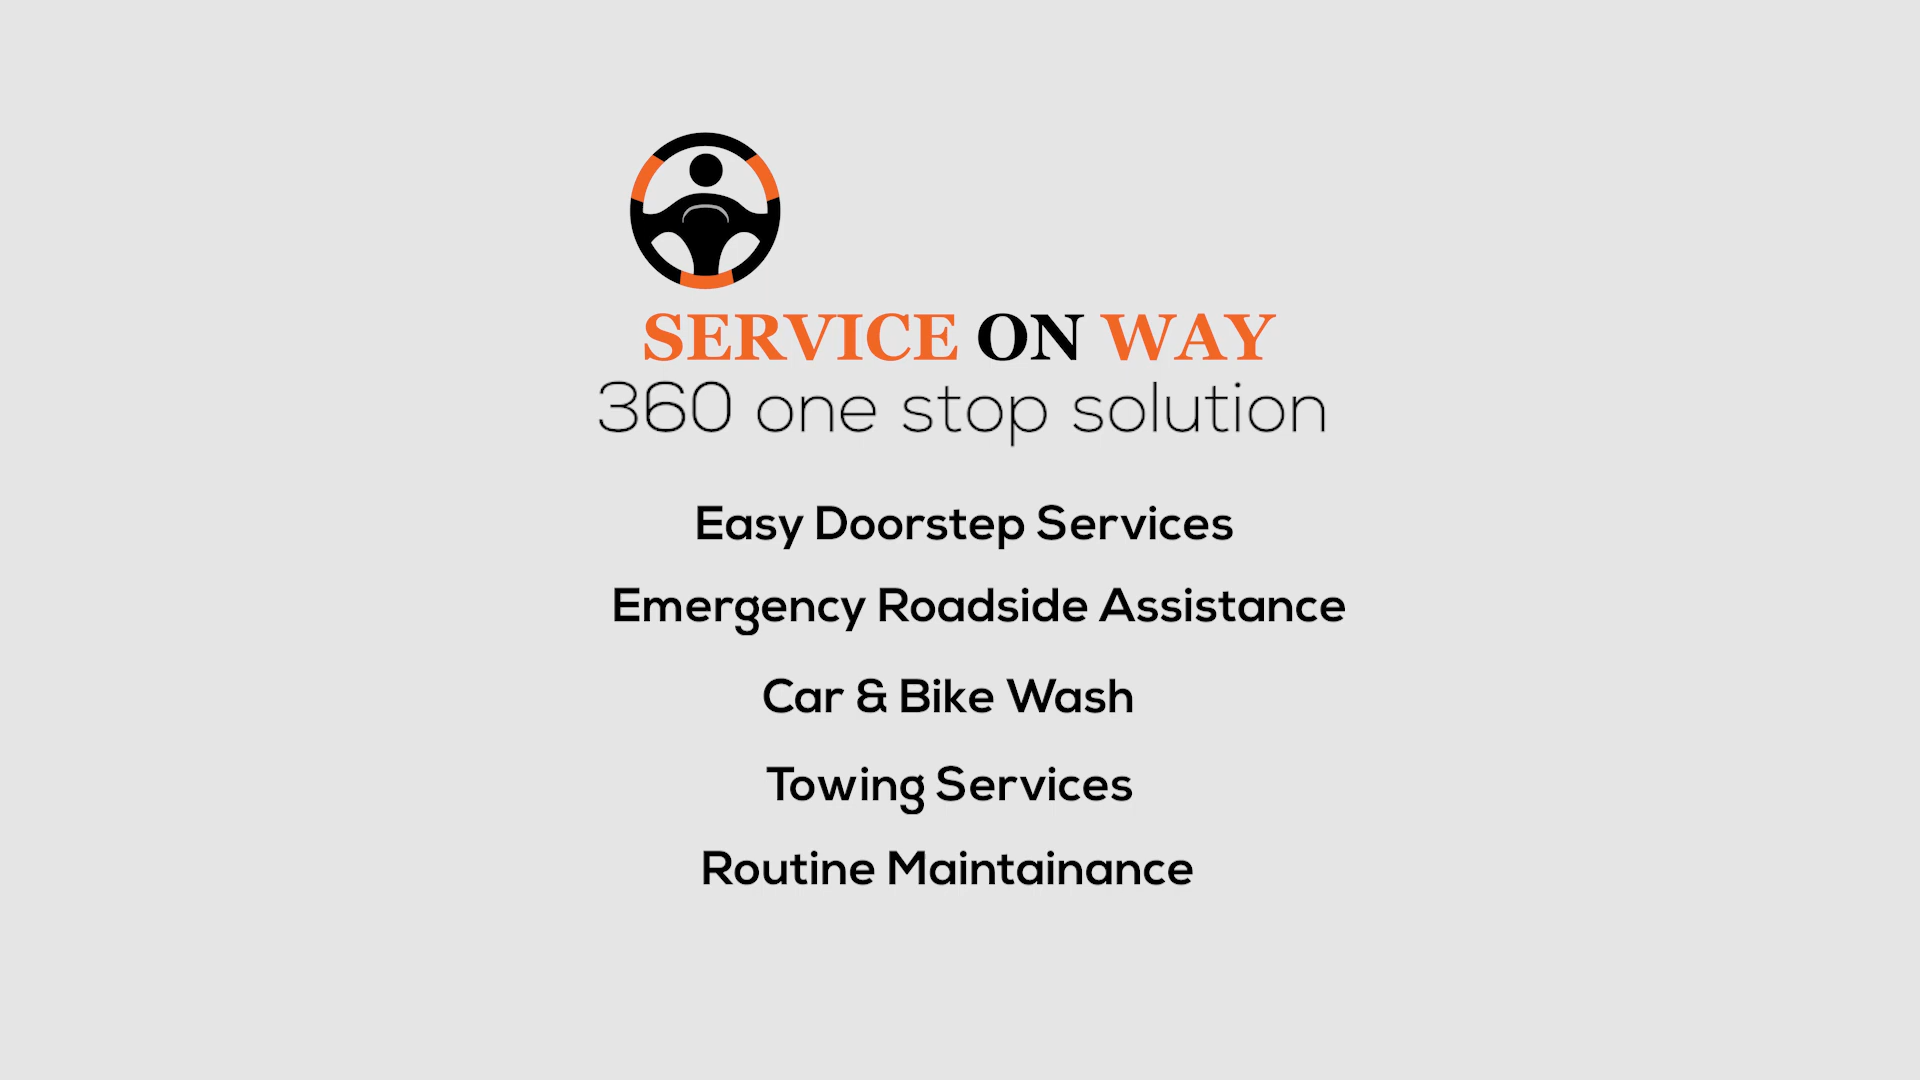 SERVICE ON WAY
360 one stop solution
Easy Doorstep Services
Emergency Roadside Assistance
Car & Bike Wash
Towing Services
Routine Maintainance